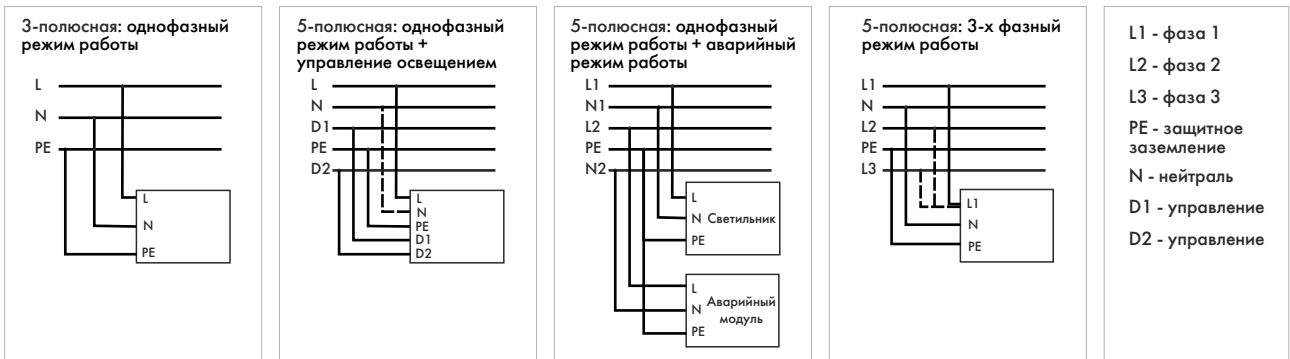 3-полюсная: однофазный
режим работы
L
N
PE
L
N
PE
5-полюсная: однофазный
режим работы +
управление освещением
L
N
D1
PE
D2
L
N
PE
D1
D2
5-полюсная: однофазный
режим работы + аварийный
режим работы
L1
N1
L2
PE
N2
L
N Светильник
PE
L
Аварийный
N
модуль
PE
5-полюсная: 3-х фазный
режим работы
L1
N
L2
PE
L3
L1
N
PE
L1 - фаза 1
L2 - фаза 2
L3 - фаза 3
PE - защитное
заземление
N - нейтраль
D1 - управление
D2 - управление